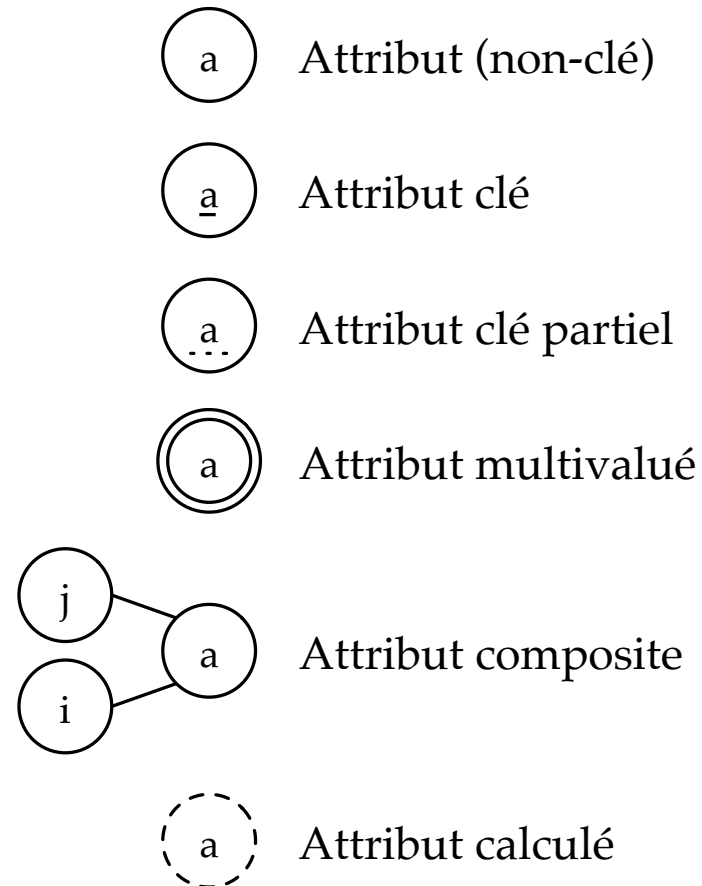 a Attribut (non-clé)
a Attribut clé
a Attribut clé partiel
a Attribut multivalué
j
a Attribut composite
i
a Attribut calculé